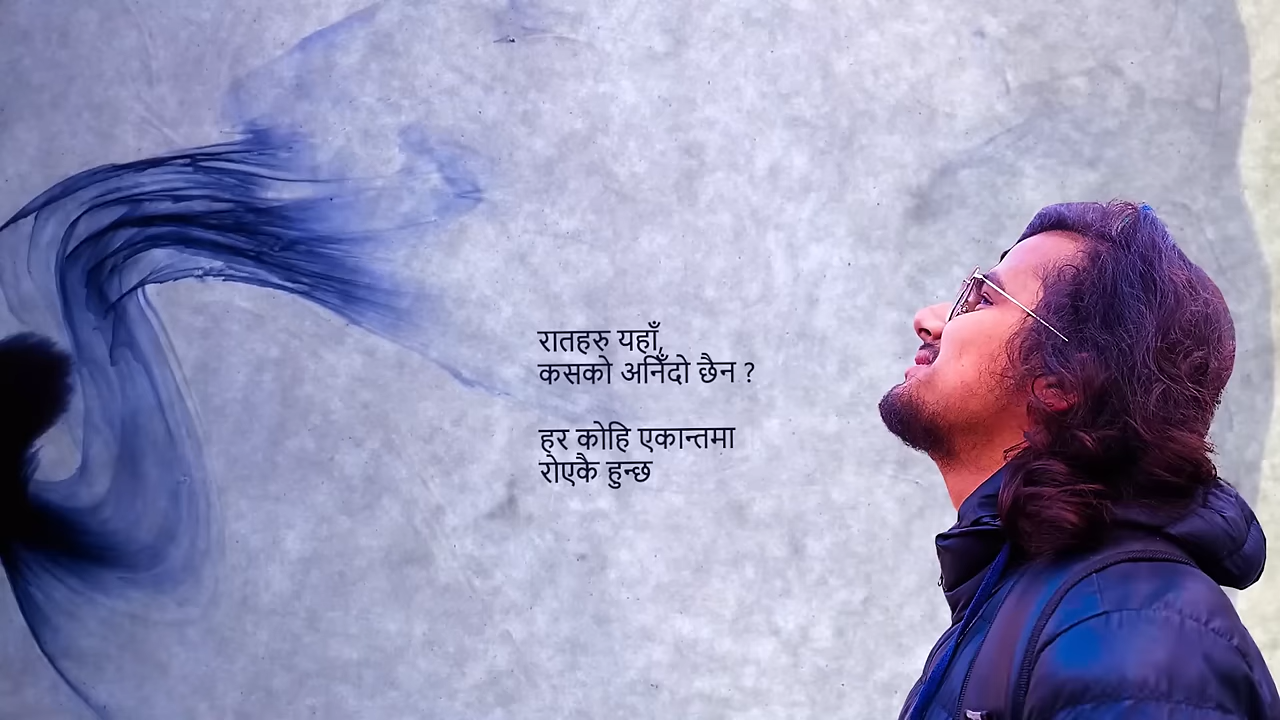 रातहरु यहाँ,
कसको अनिँदो छैन ?
हर कोहि एकान्तमा
रोएकै हुन्छ